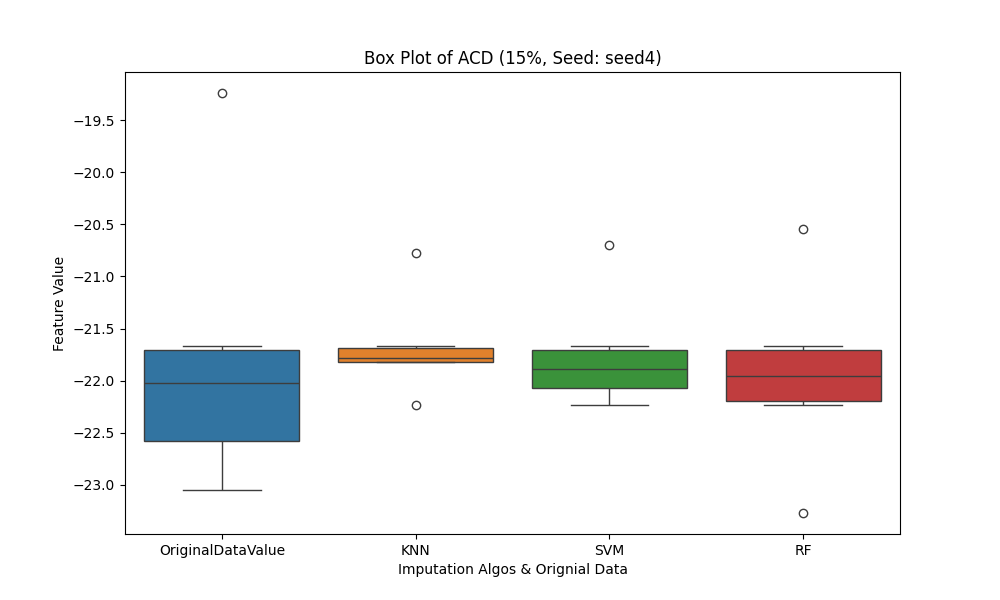 Box Plot of ACD (15%, Seed: seed4)
Feature Value
−19.5
−20.0
−20.5
−21.0
−21.5
−22.0
−22.5
−23.0
OriginalDataValue KNN SVM RF
Imputation Algos & Orignial Data